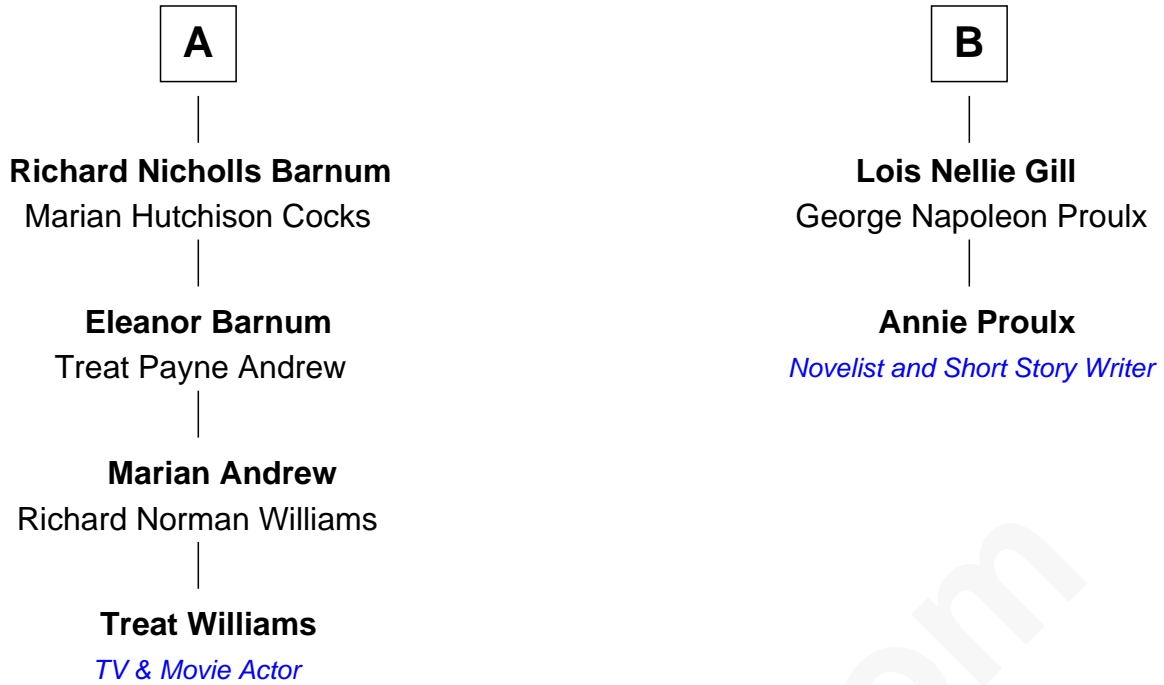 A
Richard Nicholls Barnum
Marian Hutchison Cocks
Eleanor Barnum
Treat Payne Andrew
Marian Andrew
Richard Norman Williams
Treat Williams
TV & Movie Actor
B
Lois Nellie Gill
George Napoleon Proulx
Annie Proulx
Novelist and Short Story Writer
om